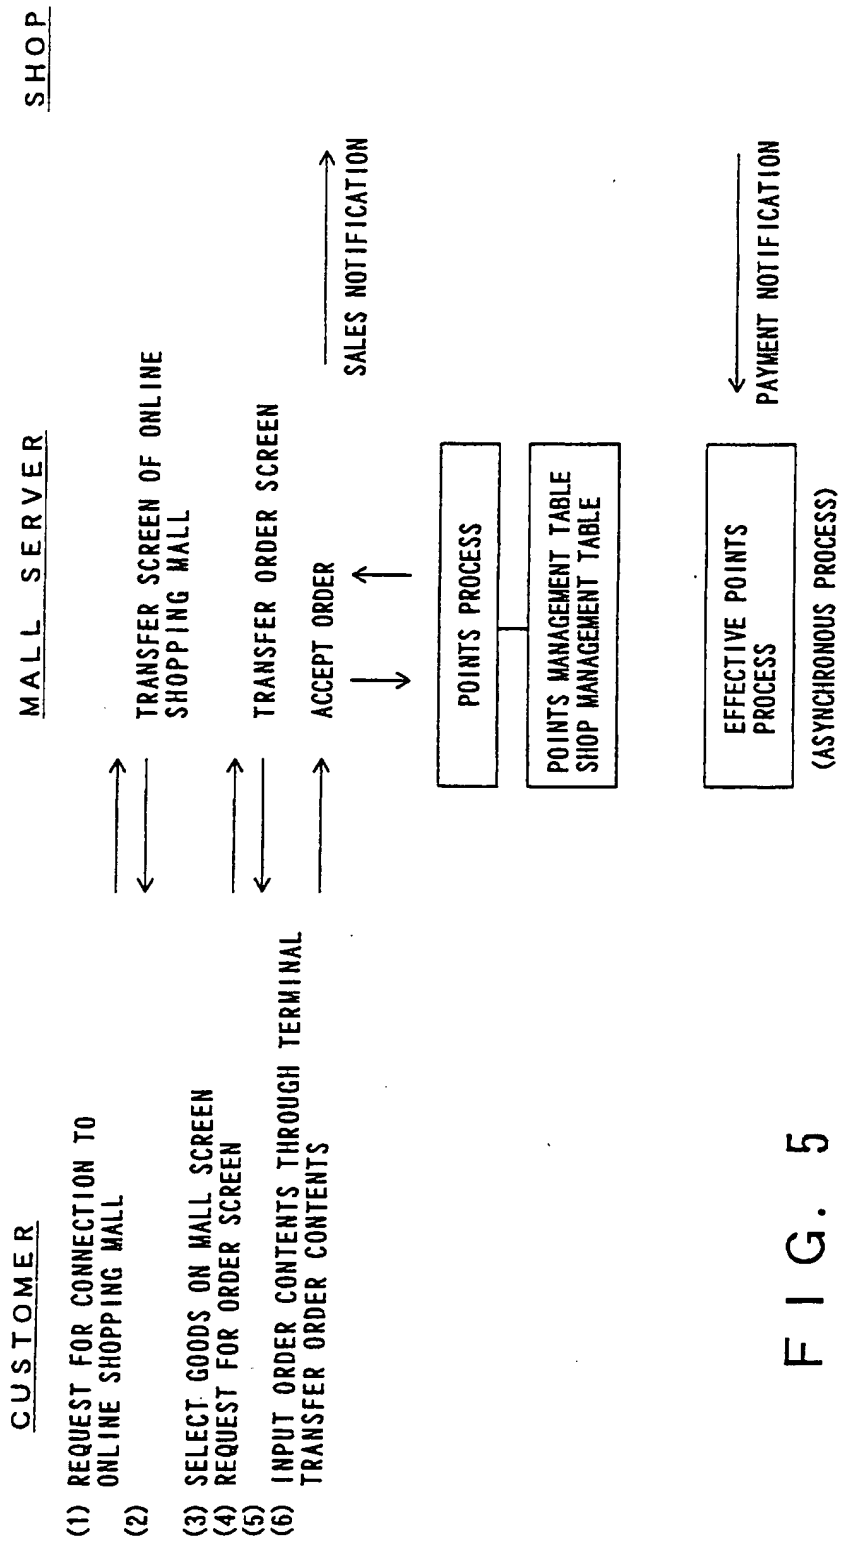 CUSTOMER
MALL SERVER
SHOP
(1) REQUEST FOR CONNECTION TO
ONLINE SHOPPING MALL
(2)
TRANSFER SCREEN OF ONLINE
SHOPPING MALL
(3) SELECT GOODS ON MALL SCREEN
(4) REQUEST FOR ORDER SCREEN
(5)
TRANSFER ORDER SCREEN
(6) INPUT ORDER CONTENTS THROUGH TERMINAL
TRANSFER ORDER CONTENTS
ACCEPT ORDER
SALES NOTIFICATION
POINTS PROCESS
POINTS MANAGEMENT TABLE
SHOP MANAGEMENT TABLE
EFFECTIVE POINTS
PROCESS
PAYMENT NOTIFICATION
(ASYNCHRONOUS PROCESS)
FIG. 5